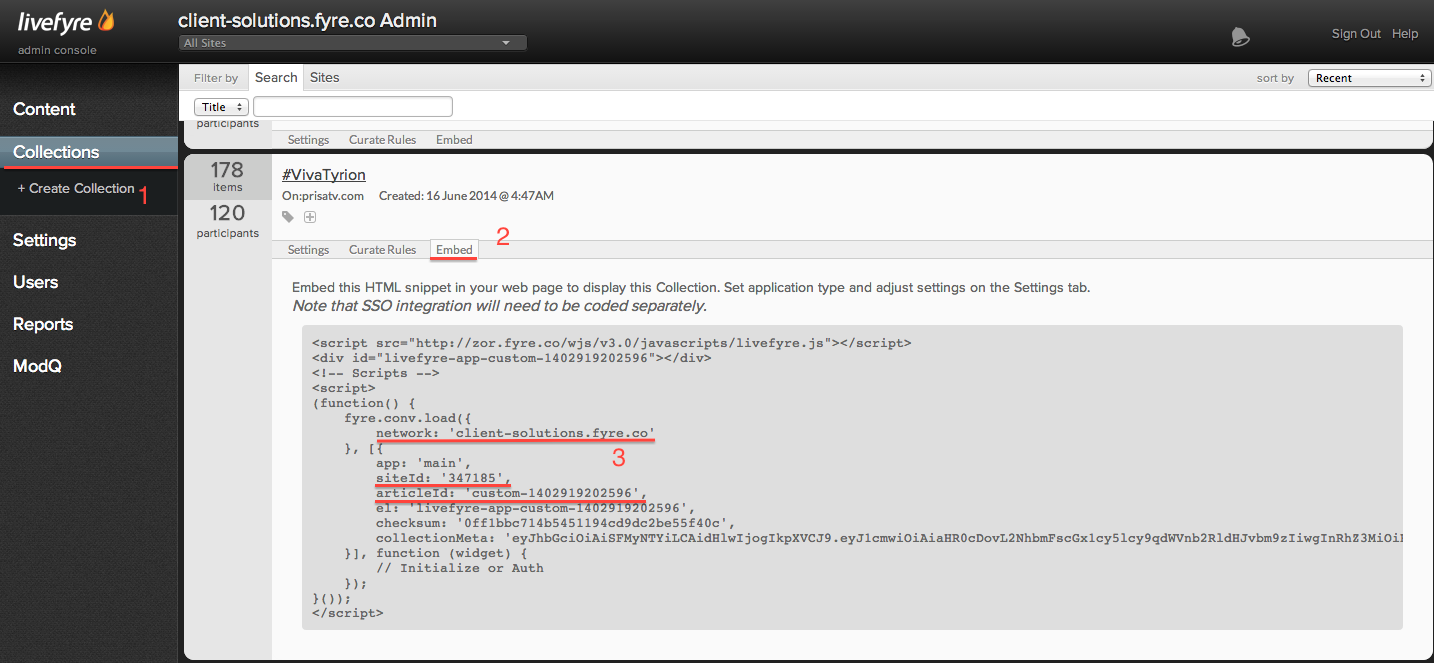 livefyre
admin console
client-solutions.fyre.co Admin
All Sites
Sign Out Help
Filter by Search Sites
sort by Recent
Title
Content
Collections
+ Create Collection 1
Settings
Users
Reports
ModQ
participants
Settings Curate Rules Embed
178
items
120
participants
#VivaTyrion
On:prisatv.com Created: 16 June 2014 @ 4:47AM
2
Settings Curate Rules Embed
Embed this HTML snippet in your web page to display this Collection. Set application type and adjust settings on the Settings tab.
Note that SSO integration will need to be coded separately.
<script src="http://zor.fyre.co/wjs/v3.0/javascripts/livefyre.js"></script>
<div id="livefyre-app-custom-1402919202596"></div>
<!-- Scripts -->
<script>
(function() {
fyre.conv.load({
network: 'client-solutions.fyre.co'
}, [{
3
app: 'main',
siteId: '347185',
articleId: 'custom-1402919202596',
el: 'livefyre-app-custom-1402919202596',
checksum: '0ff1bbc714b5451194cd9dc2be55f40c',
collectionMeta:
}], function (widget) {
// Initialize or Auth
});
}());
</script>